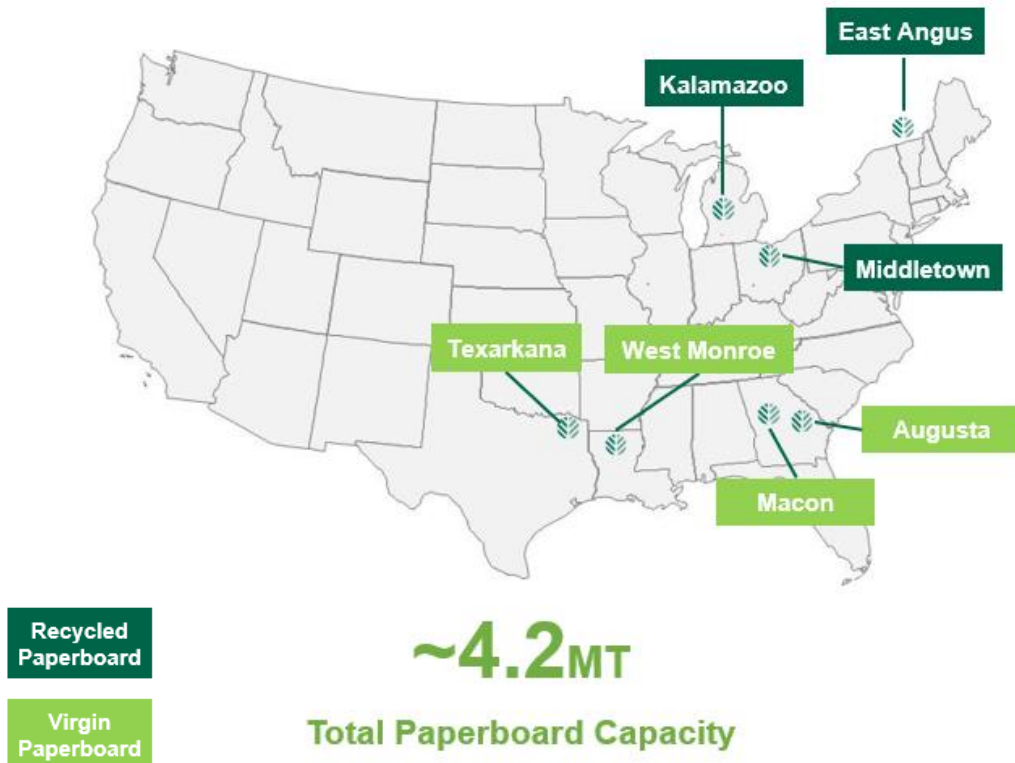 East Angus
Kalamazoo
Middletown
Texarkana
West Monroe
Augusta
Macon
Recycled
Paperboard
~4.2MT
Virgin
Paperboard
Total Paperboard Capacity